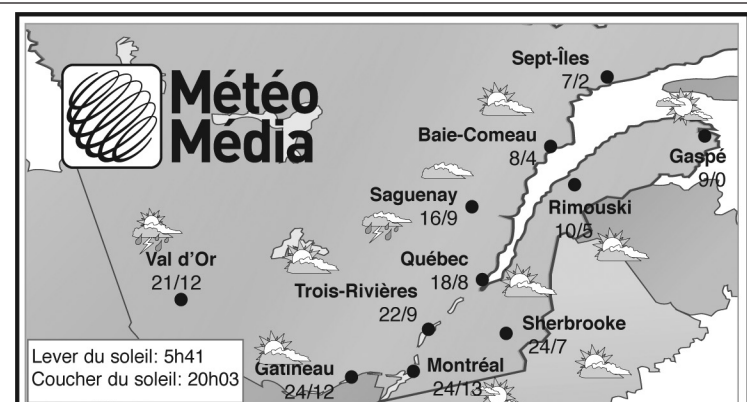 Météo
Média
Sept-Îles
7/2
Baie-Comeau
8/4
Gaspé
9/0
Saguenay
16/9
Rimouski
10/5
Val d'Or
21/12
Québec
18/8
Trois-Rivières
22/9
Sherbrooke
24/7
Lever du soleil: 5h41
Coucher du soleil: 20h03
Gatineau
24/12
Montréal
24/13